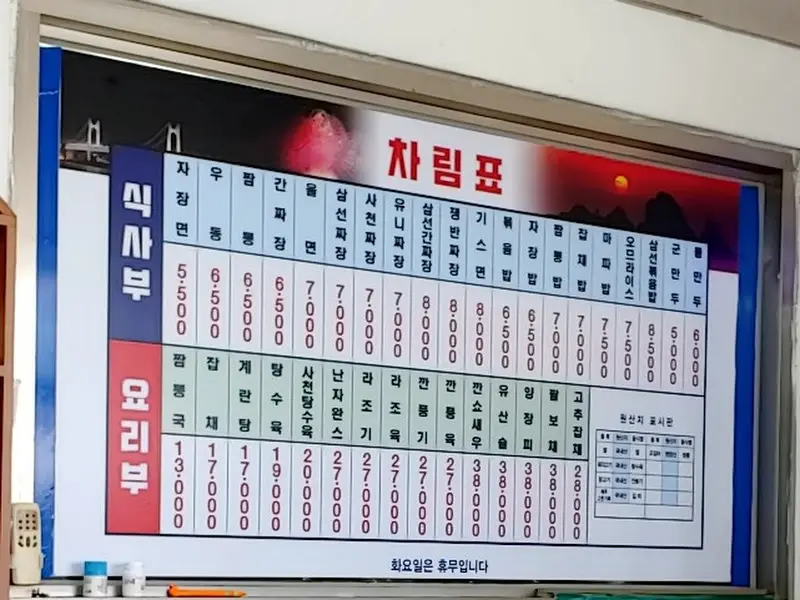 차림표
식사부
자장면 5,500
우동 6,500
짬뽕 6,500
간짜장 6,500
울면 7,000
삼선짜장 7,000
사천짜장 7,000
유니짜장 7,000
삼선간짜장 8,000
쟁반짜장 8,000
기스면 8,000
볶음밥 6,500
자장밥 6,500
짬뽕밥 7,000
잡채밥 7,000
마파밥 7,500
오므라이스 7,500
삼선볶음밥 8,500
군만두 5,000
물만두 6,000
요리부
짬뽕국 13,000
잡채 17,000
계란탕 17,000
탕수육 19,000
사천탕수육 20,000
난자완스 27,000
라조기 27,000
라조육 27,000
깐풍기 27,000
깐풍육 27,000
깐쇼새우 38,000
유산슬 38,000
양장피 38,000
팔보채 38,000
고추잡채 28,000
원산지 표시판
화요일은 휴무입니다